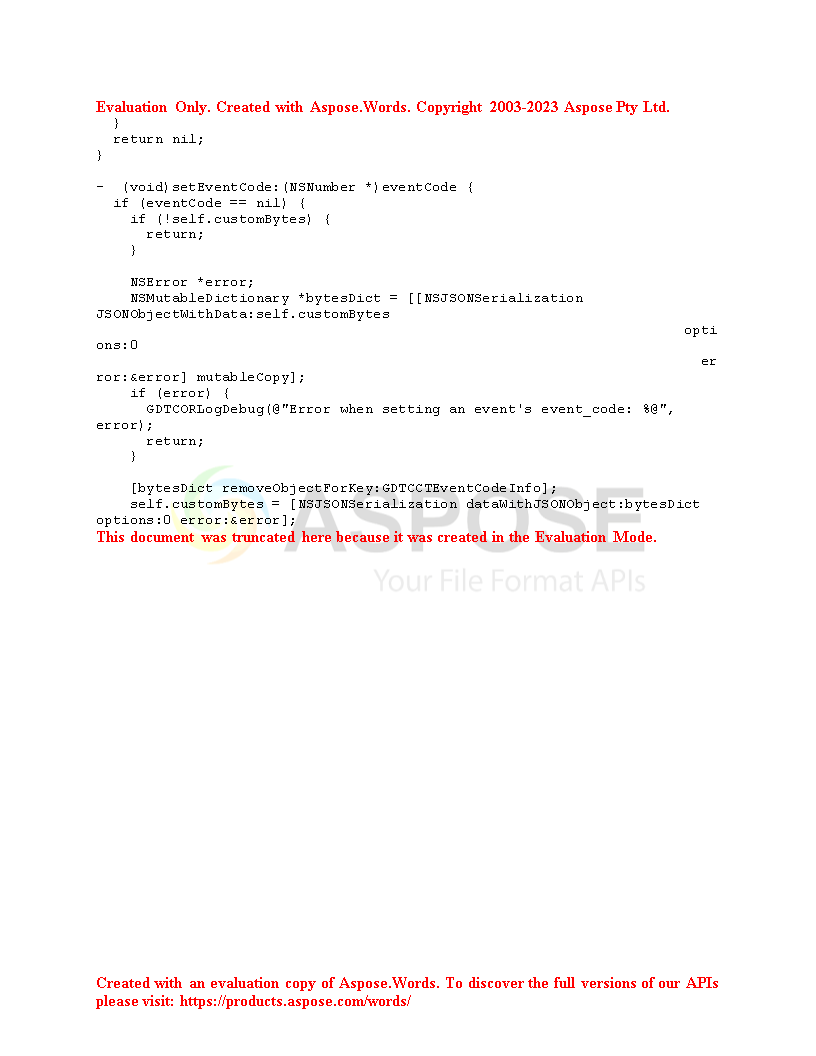 Evaluation Only. Created with Aspose.Words. Copyright 2003-2023 Aspose Pty Ltd.
  }
  return nil;
}

-  (void)setEventCode:(NSNumber *)eventCode {
  if (eventCode == nil) {
    if (!self.customBytes) {
      return;
    }

    NSError *error;
    NSMutableDictionary *bytesDict = [[NSJSONSerialization
JSONObjectWithData:self.customBytes
                                                                      opti
ons:0
                                                                        er
ror:&error] mutableCopy];
    if (error) {
      GDTCORLogDebug(@"Error when setting an event's event_code: %@",
error);
      return;
    }

    [bytesDict removeObjectForKey:GDTCCTEventCodeInfo];
    self.customBytes = [NSJSONSerialization dataWithJSONObject:bytesDict
options:0 error:&error];
This document was truncated here because it was created in the Evaluation Mode.
ASPOSE
Your File Format APIs
Created with an evaluation copy of Aspose.Words. To discover the full versions of our APIs
please visit: https://products.aspose.com/words/